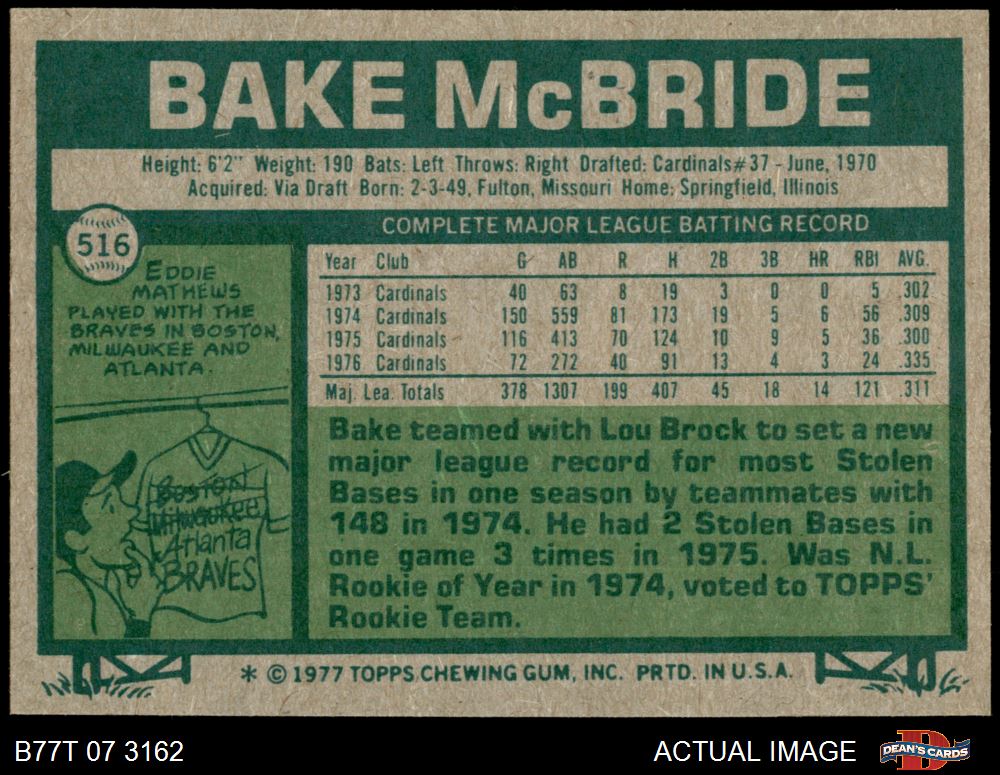 BAKE McBRIDE
Height: 6'2" Weight: 190 Bats: Left Throws: Right Drafted: Cardinals #37 - June, 1970
Acquired: Via Draft Born: 2-3-49, Fulton, Missouri Home: Springfield, Illinois
516
EDDIE
MATHEWS
PLAYED WITH THE
BRAVES IN BOSTON,
MILWAUKEE AND
ATLANTA.
Boston
Milwaukee
Atlanta
BRAVES
COMPLETE MAJOR LEAGUE BATTING RECORD
Year Club G AB R H 2B 3B HR RBI AVG.
1973 Cardinals 40 63 8 19 3 0 0 5 .302
1974 Cardinals 150 559 81 173 19 5 6 56 .309
1975 Cardinals 116 413 70 124 10 9 5 36 .300
1976 Cardinals 72 272 40 91 13 4 3 24 .335
Maj. Lea. Totals 378 1307 199 407 45 18 14 121 .311
Bake teamed with Lou Brock to set a new
major league record for most Stolen
Bases in one season by teammates with
148 in 1974. He had 2 Stolen Bases in
one game 3 times in 1975. Was N.L.
Rookie of Year in 1974, voted to TOPPS'
Rookie Team.
* © 1977 TOPPS CHEWING GUM, INC. PRTD. IN U.S.A.
B77T 07 3162
ACTUAL IMAGE
DEAN'S CARDS